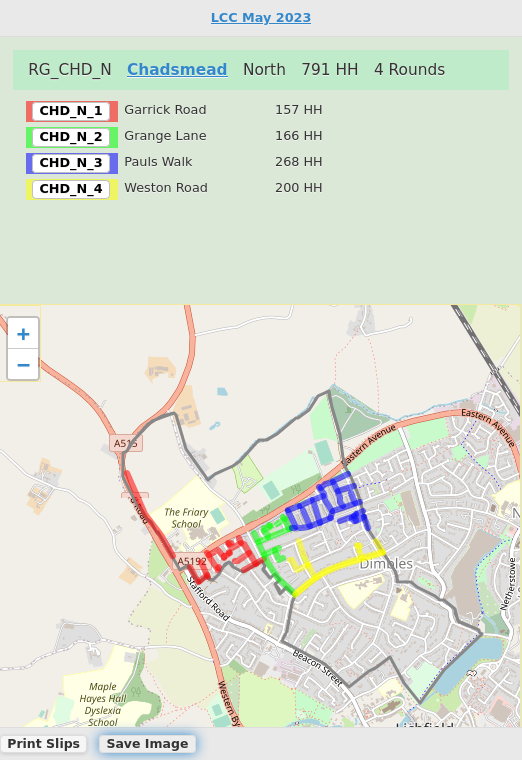 LCC May 2023
RG_CHD_N Chadsmead North 791 HH 4 Rounds
CHD_N_1 Garrick Road 157 HH
CHD_N_2 Grange Lane 166 HH
CHD_N_3 Pauls Walk 268 HH
CHD_N_4 Weston Road 200 HH
+
−
A515
Eastern Avenue
Eastern Avenue
The Friary
School
A5192
Dimbles
Stafford Road
Netherstowe
Beacon Street
Maple
Hayes Hall
Dyslexia
School
Western By
Print Slips
Save Image